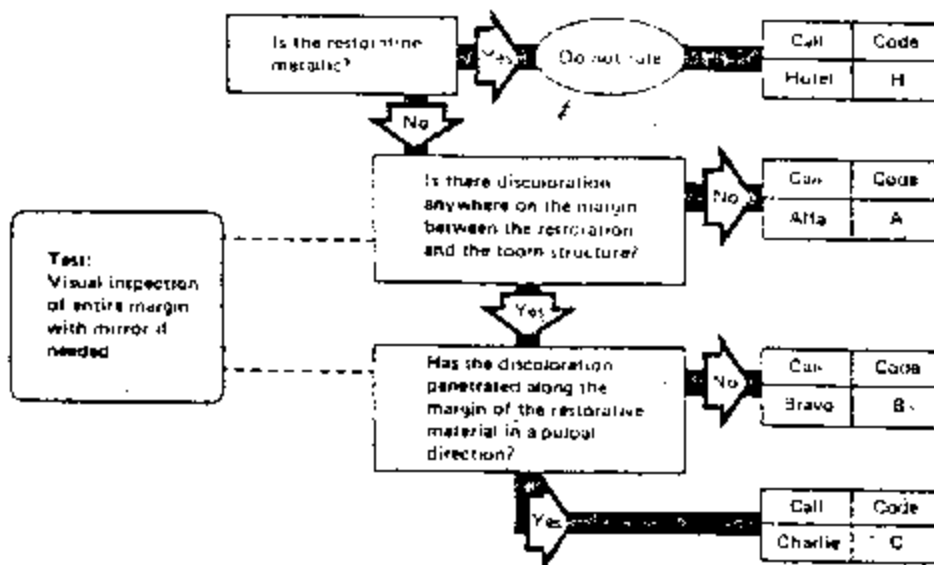 Is the restorative
metallic?
Yes
Do not rate
Call Code
Hotel H
No
Is there discoloration
anywhere on the margin
between the restoration
and the tooth structure?
No
Call Code
Alfa A
Test:
Visual inspection
of entire margin
with mirror if
needed
Yes
Has the discoloration
penetrated along the
margin of the restorative
material in a pulpal
direction?
No
Call Code
Bravo B
Yes
Call Code
Charlie C